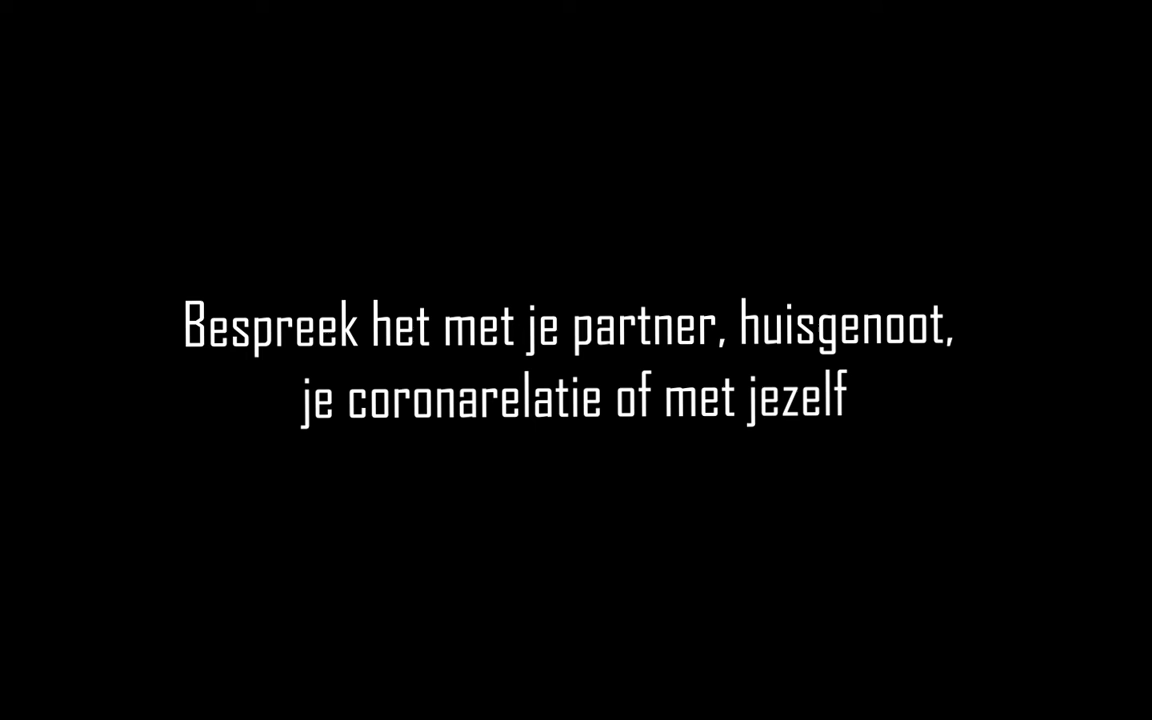 Bespreek het met je partner, huisgenoot,
je coronarelatie of met jezelf